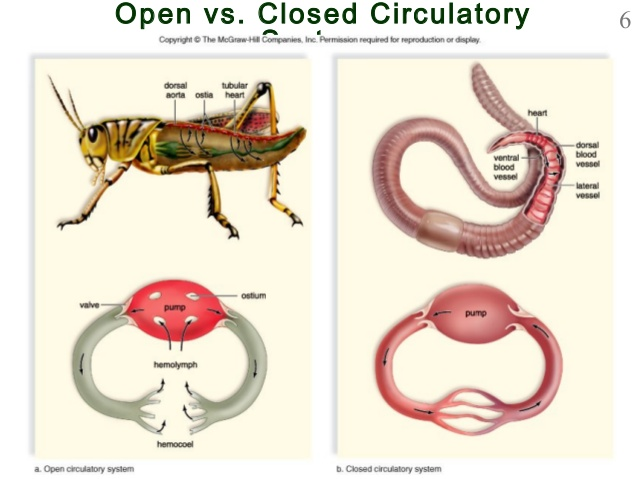 Open vs. Closed Circulatory
6
Copyright © The McGraw-Hill Companies, Inc. Permission required for reproduction or display.
dorsal
aorta
ostia
tubular
heart
valve
ostium
pump
hemolymph
hemocoel
a. Open circulatory system
heart
ventral
blood
vessel
dorsal
blood
vessel
lateral
vessel
pump
b. Closed circulatory system